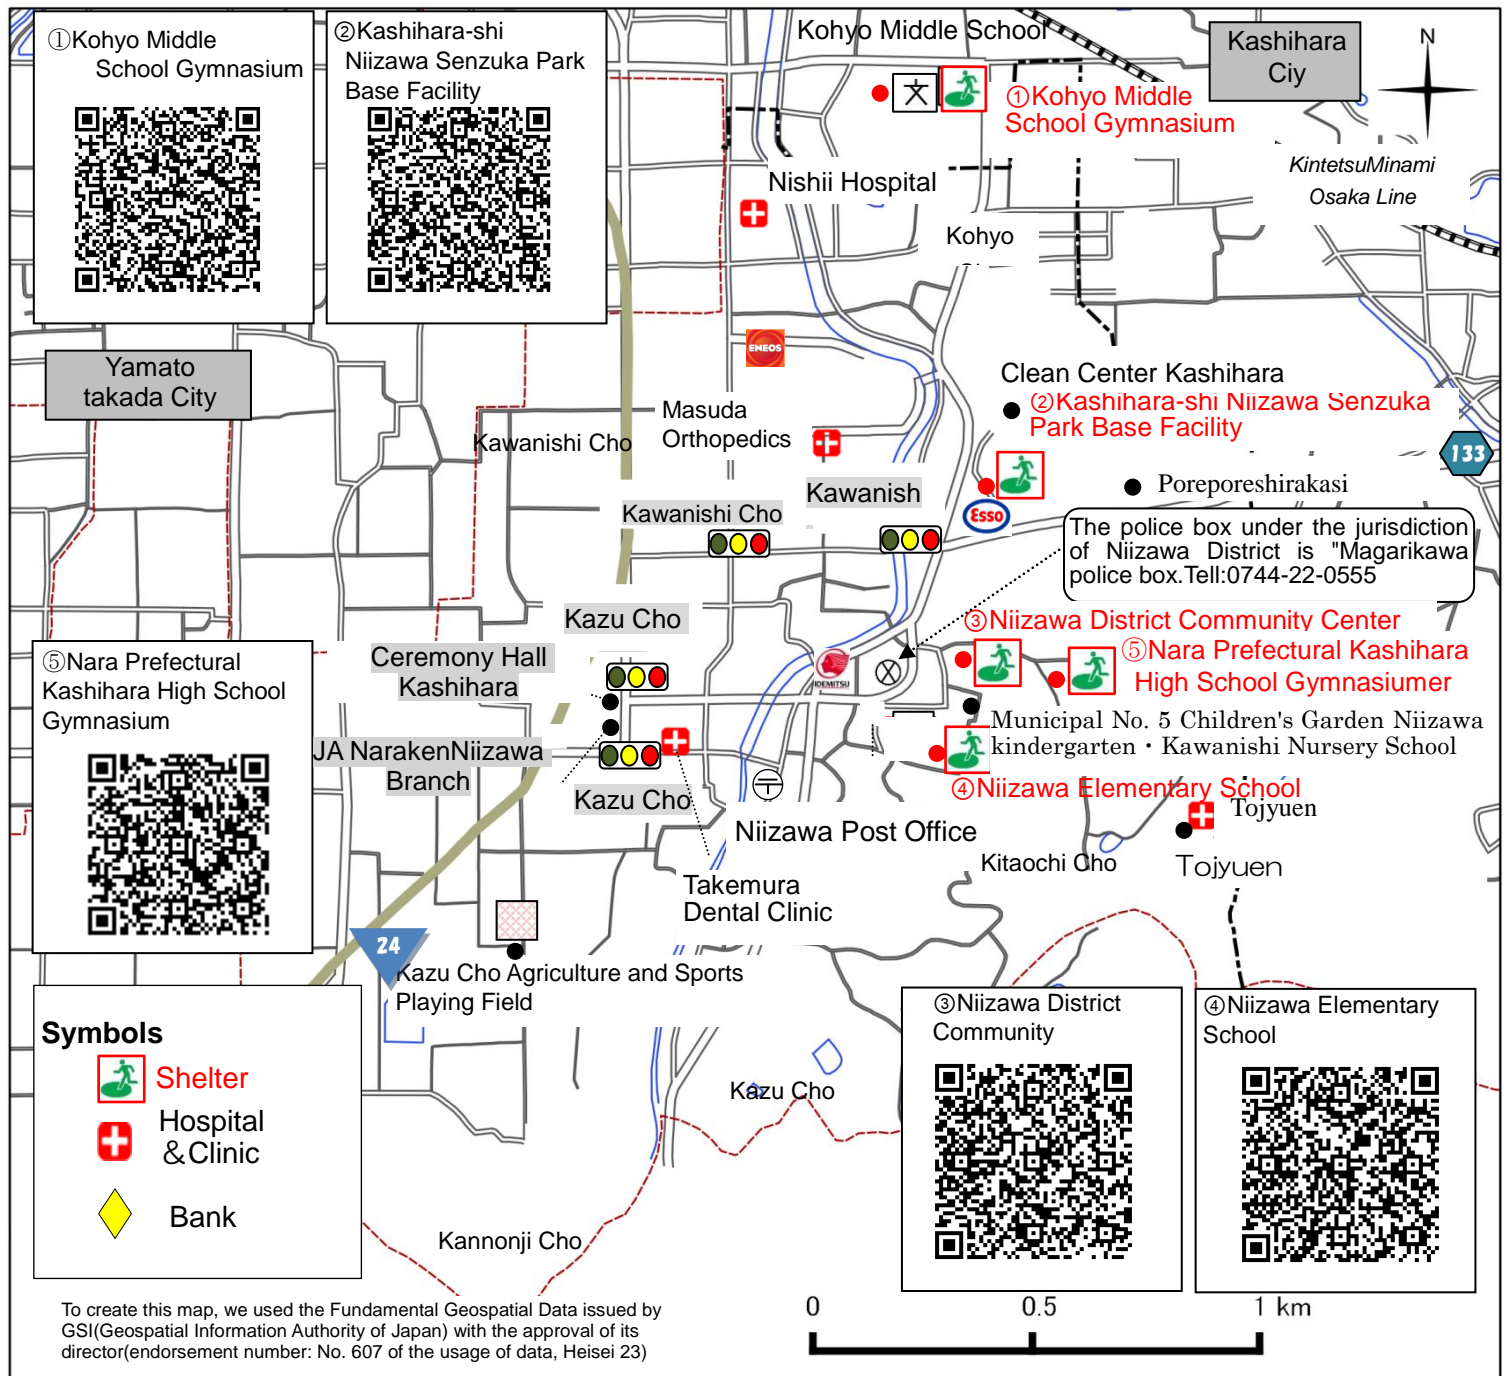 ①Kohyo Middle
School Gymnasium
②Kashihara-shi
Niizawa Senzuka Park
Base Facility
Kohyo Middle School
文
①Kohyo Middle
School Gymnasium
Kashihara
Ciy
N
KintetsuMinami
Osaka Line
Nishii Hospital
Kohyo
ENEOS
Yamato
takada City
Clean Center Kashihara
②Kashihara-shi Niizawa Senzuka
Park Base Facility
Masuda
Orthopedics
Kawanishi Cho
133
Kawanish
Poreporeshirakasi
Kawanishi Cho
Esso
The police box under the jurisdiction
of Niizawa District is "Magarikawa
police box.Tell:0744-22-0555
Kazu Cho
③Niizawa District Community Center
⑤Nara Prefectural Kashihara
High School Gymnasiumer
Ceremony Hall
Kashihara
IDEMITSU
⑤Nara Prefectural
Kashihara High School
Gymnasium
Municipal No. 5 Children's Garden Niizawa
kindergarten・Kawanishi Nursery School
JA NarakenNiizawa
Branch
Kazu Cho
④Niizawa Elementary School
Tojyuen
Niizawa Post Office
Kitaochi Cho
Tojyuen
Takemura
Dental Clinic
24
Kazu Cho Agriculture and Sports
Playing Field
Symbols
Shelter
Hospital
&Clinic
Bank
③Niizawa District
Community
④Niizawa Elementary
School
Kazu Cho
Kannonji Cho
To create this map, we used the Fundamental Geospatial Data issued by
GSI(Geospatial Information Authority of Japan) with the approval of its
director(endorsement number: No. 607 of the usage of data, Heisei 23)
0 0.5 1 km